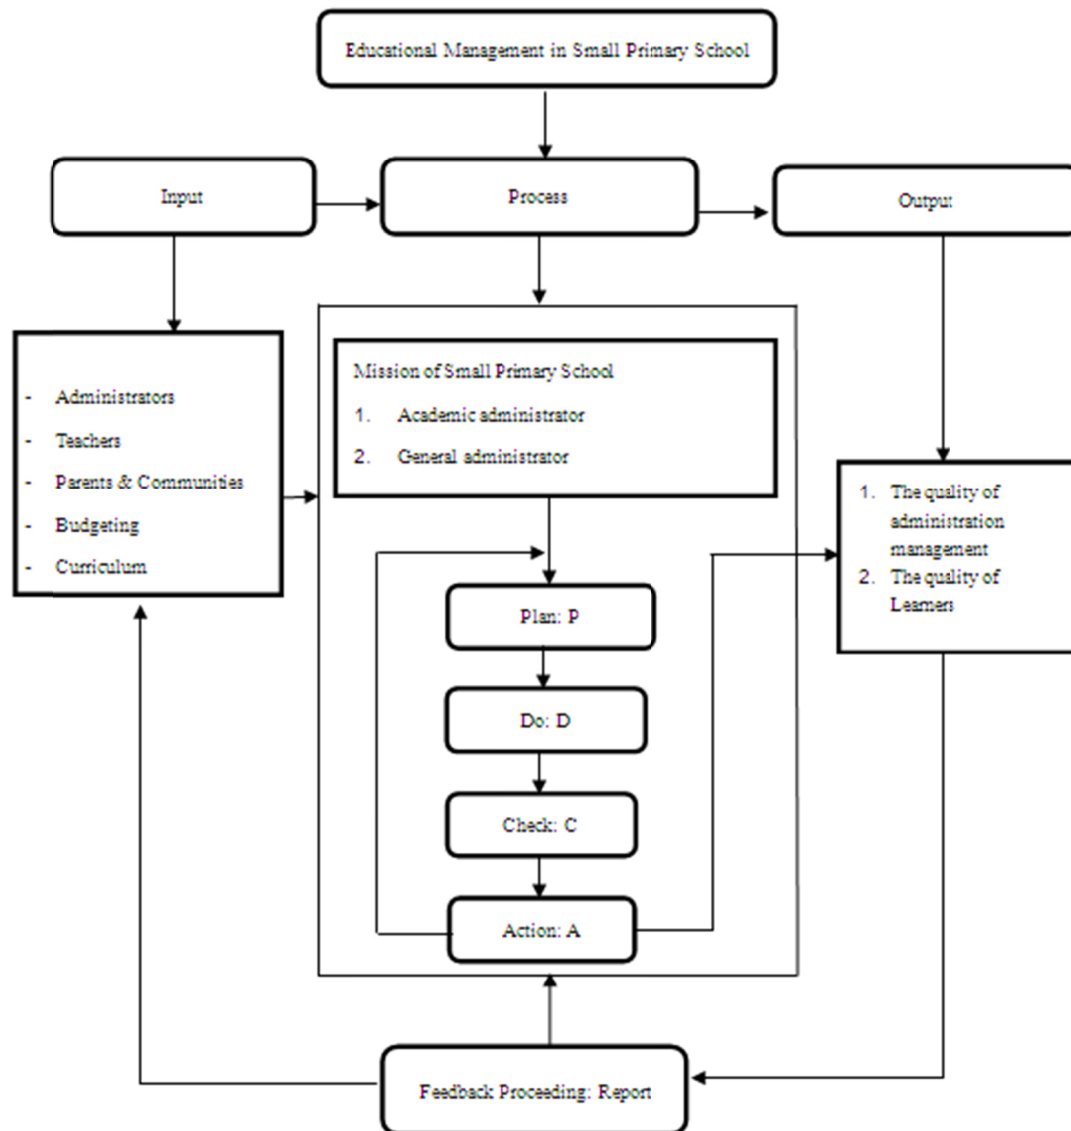 Educational Management in Small Primary School
Input
Process
Output
- Administrators
- Teachers
- Parents & Communities
- Budgeting
- Curriculum
Mission of Small Primary School
1. Academic administrator
2. General administrator
Plan: P
Do: D
Check: C
Action: A
1. The quality of
administration
management
2. The quality of
Learners
Feedback Proceeding: Report